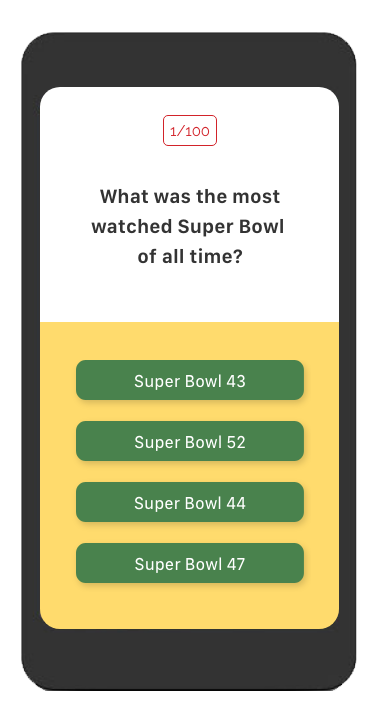 1/100
What was the most
watched Super Bowl
of all time?
Super Bowl 43
Super Bowl 52
Super Bowl 44
Super Bowl 47